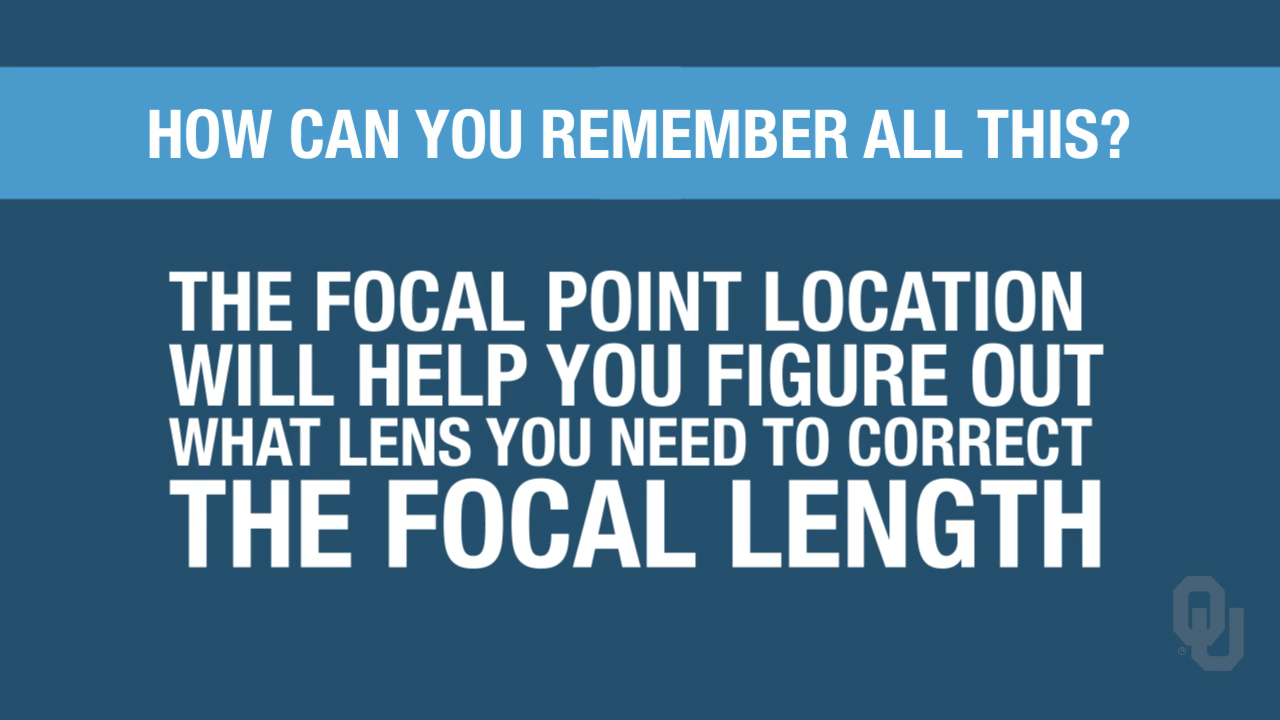 HOW CAN YOU REMEMBER ALL THIS?
THE FOCAL POINT LOCATION
WILL HELP YOU FIGURE OUT
WHAT LENS YOU NEED TO CORRECT
THE FOCAL LENGTH
OU
®